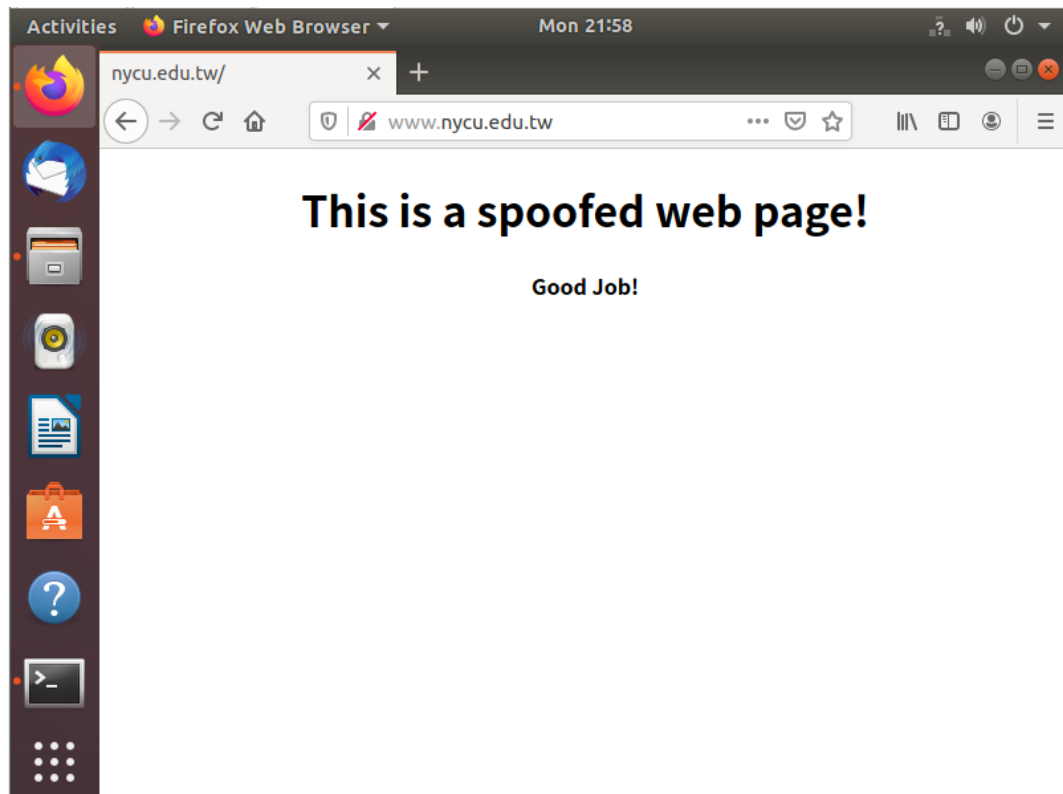 Activities Firefox Web Browser Mon 21:58
nycu.edu.tw/
www.nycu.edu.tw
This is a spoofed web page!
Good Job!